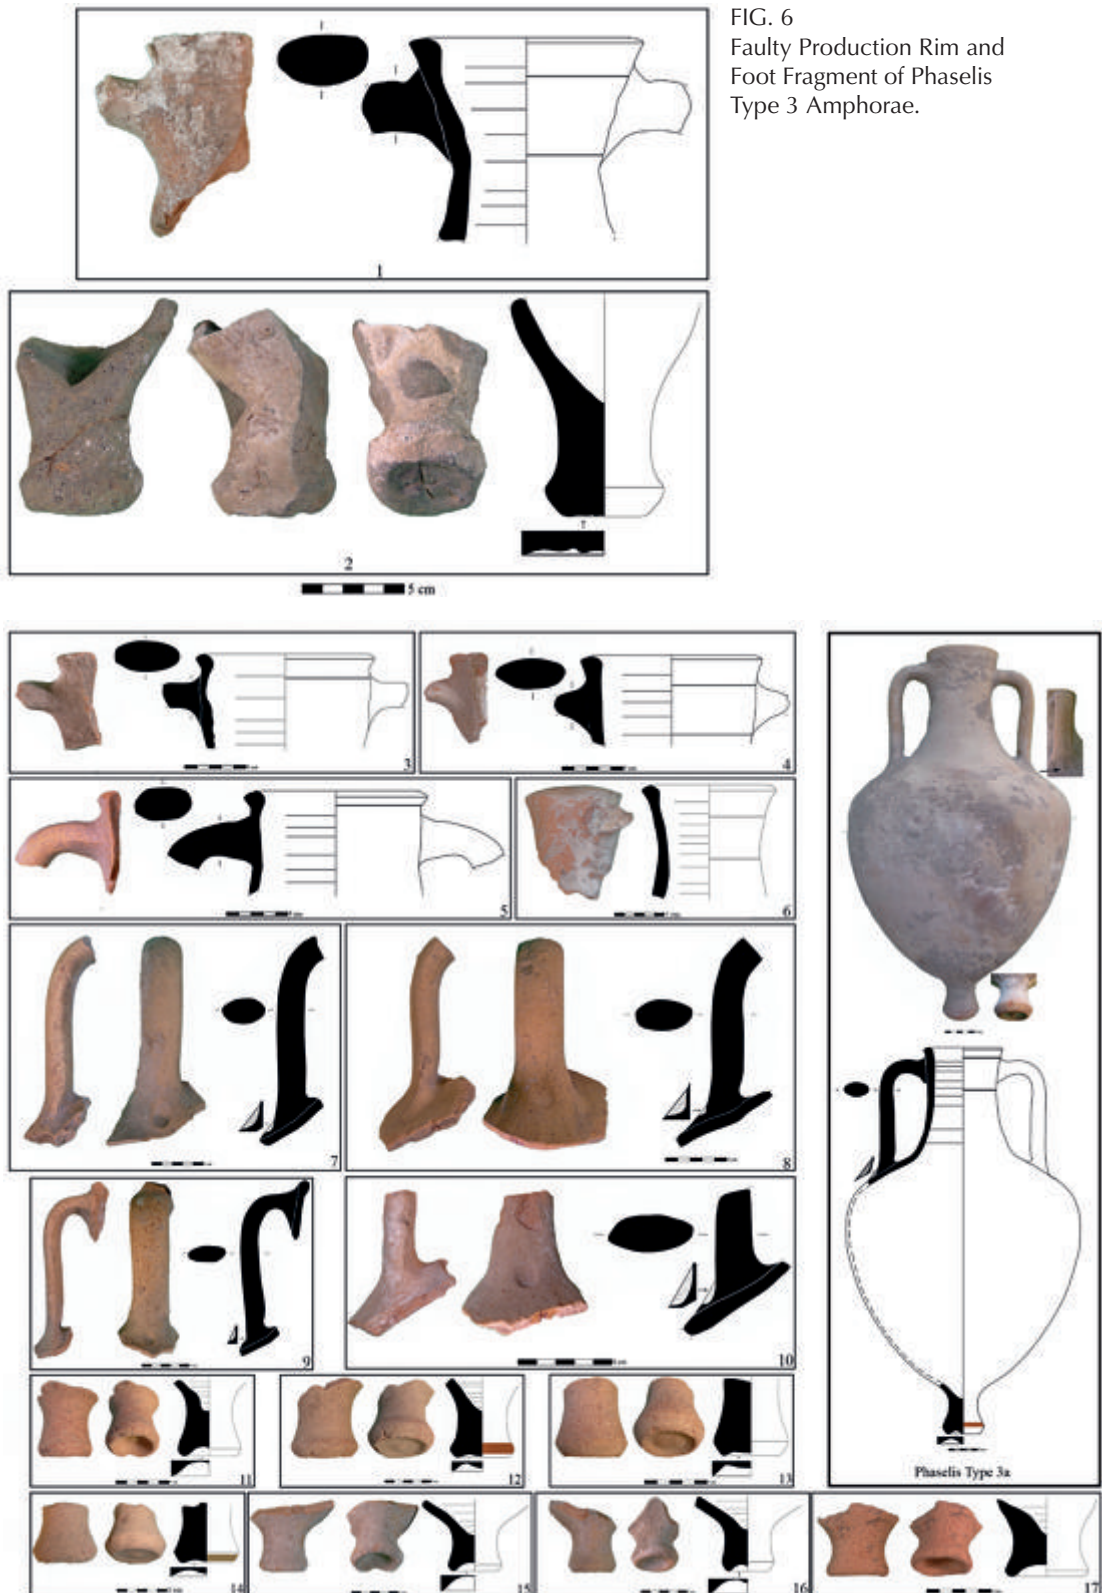 FIG. 6
Faulty Production Rim and
Foot Fragment of Phaselis
Type 3 Amphorae.
1
2
5 cm
3
4
5
6
7
8
9
10
11
12
13
Phaselis Type 3a
14
15
16
17